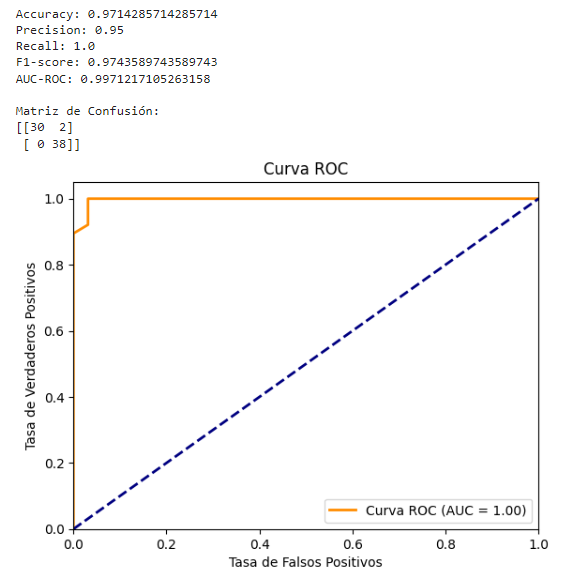 Accuracy: 0.9714285714285714
Precision: 0.95
Recall: 1.0
F1-score: 0.9743589743589743
AUC-ROC: 0.9971217105263158
Matriz de Confusión:
[[30  2]
 [ 0 38]]
Curva ROC
1.0
0.8
0.6
0.4
0.2
0.0
Tasa de Verdaderos Positivos
Curva ROC (AUC = 1.00)
0.0 0.2 0.4 0.6 0.8 1.0
Tasa de Falsos Positivos